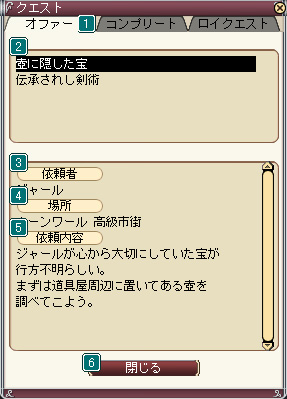 クエスト
オファー 1 コンプリート ロイクエスト
2
壺に隠した宝
伝承されし剣術
3
依頼者
ジャール
4
場所
ーンワール 高級市街
5
依頼内容
ジャールが心から大切にしていた宝が
行方不明らしい。
まずは道具屋周辺に置いてある壺を
調べてこよう。
6 閉じる